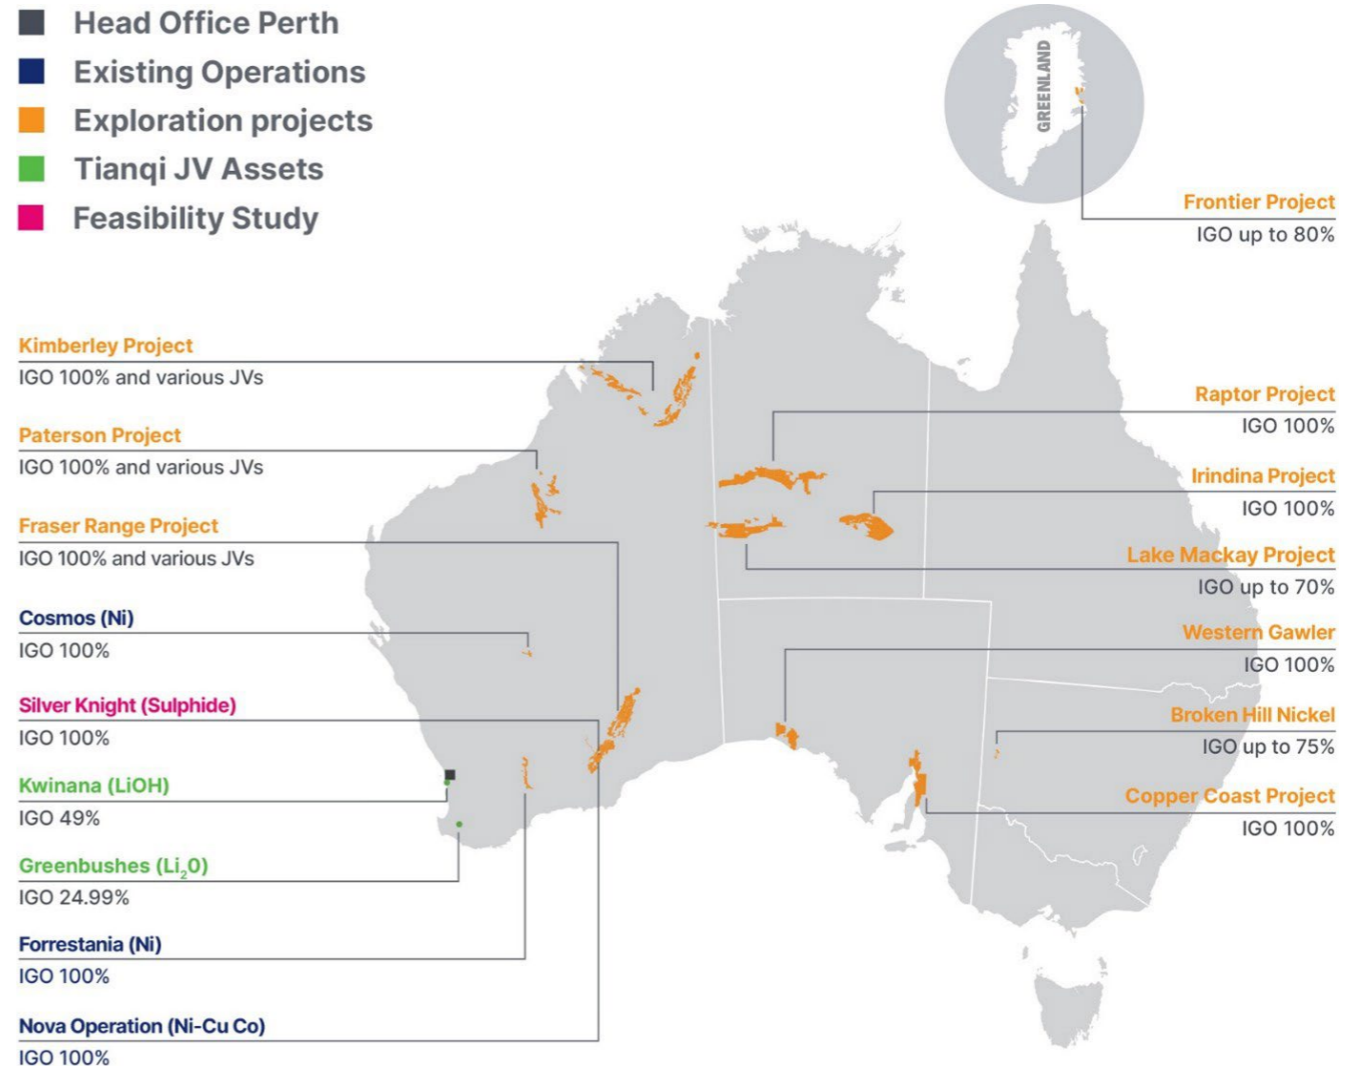 Head Office Perth
Existing Operations
Exploration projects
Tianqi JV Assets
Feasibility Study
GREENLAND
Frontier Project
IGO up to 80%
Kimberley Project
IGO 100% and various JVs
Paterson Project
IGO 100% and various JVs
Fraser Range Project
IGO 100% and various JVs
Cosmos (Ni)
IGO 100%
Silver Knight (Sulphide)
IGO 100%
Kwinana (LiOH)
IGO 49%
Greenbushes (Li₂0)
IGO 24.99%
Forrestania (Ni)
IGO 100%
Nova Operation (Ni-Cu Co)
IGO 100%
Raptor Project
IGO 100%
Irindina Project
IGO 100%
Lake Mackay Project
IGO up to 70%
Western Gawler
IGO 100%
Broken Hill Nickel
IGO up to 75%
Copper Coast Project
IGO 100%